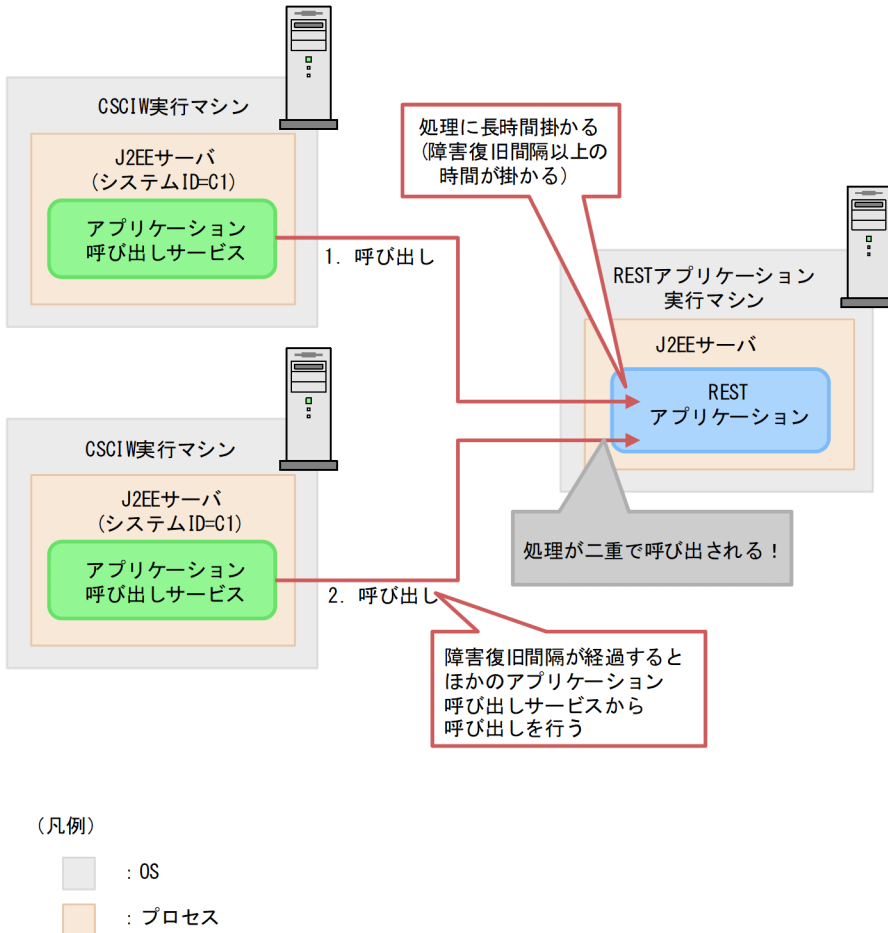 CSCIW実行マシン
J2EEサーバ
(システムID=C1)
アプリケーション
呼び出しサービス
1. 呼び出し
処理に長時間掛かる
(障害復旧間隔以上の
時間が掛かる)
RESTアプリケーション
実行マシン
J2EEサーバ
REST
アプリケーション
処理が二重で呼び出される!
CSCIW実行マシン
J2EEサーバ
(システムID=C1)
アプリケーション
呼び出しサービス
2. 呼び出し
障害復旧間隔が経過すると
ほかのアプリケーション
呼び出しサービスから
呼び出しを行う
(凡例)
: OS
: プロセス